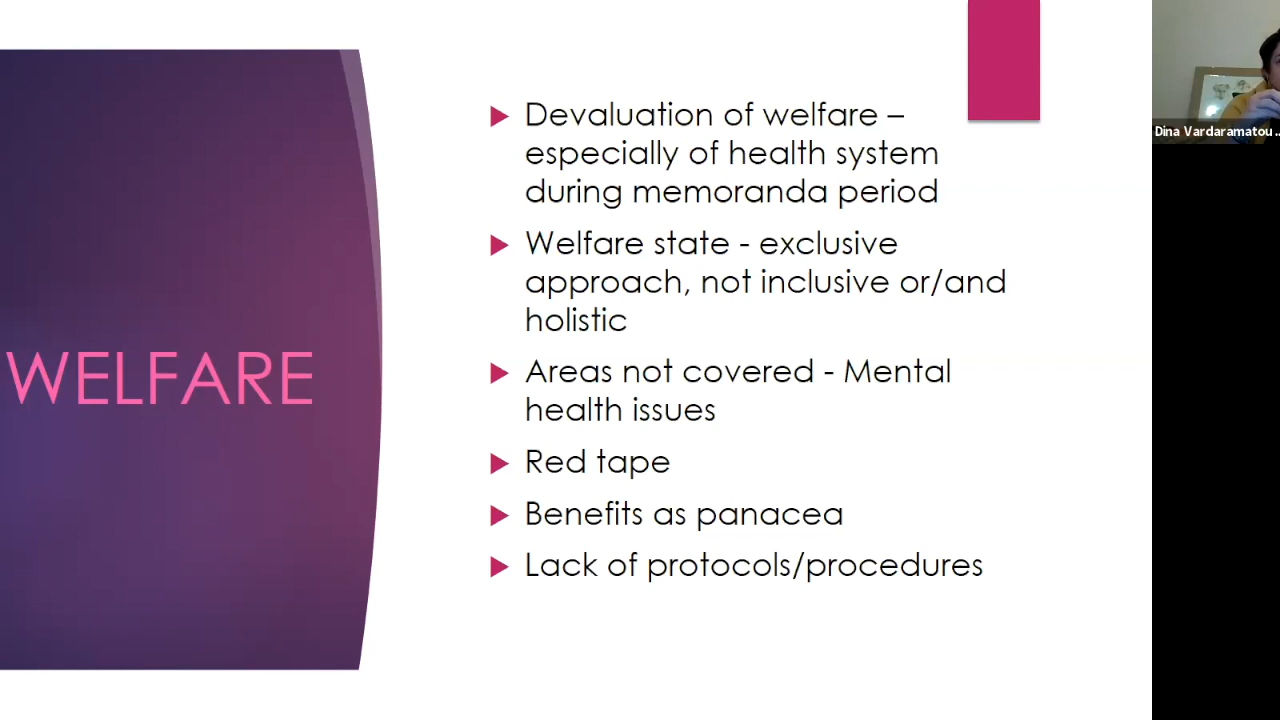 WELFARE
Devaluation of welfare –
especially of health system
during memoranda period
Welfare state - exclusive
approach, not inclusive or/and
holistic
Areas not covered - Mental
health issues
Red tape
Benefits as panacea
Lack of protocols/procedures
Dina Vardaramatou...